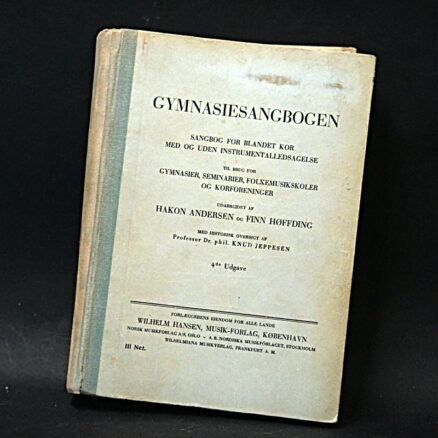 GYMNASIESANGBOGEN
SANGBOG FOR BLANDET KOR
MED OG UDEN INSTRUMENTALLEDSAGELSE
TIL BRUG FOR
GYMNASIER, SEMINARIER, FOLKEMUSIKSKOLER
OG KORFORENINGER
UDARBEJDET AF
HAKON ANDERSEN OG FINN HØFFDING
MED HISTORISK OVERSIGT AF
Professor Dr. phil. KNUD JEPPESEN
4de Udgave
FORLÆGGERENS EJENDOM FOR ALLE LANDE
WILHELM HANSEN, MUSIK-FORLAG, KØBENHAVN
NORSK MUSIKFORLAG A/S, OSLO – A. B. NORDISKA MUSIKFÖRLAGET, STOCKHOLM
WILHELMIANA MUSIKVERLAG, FRANKFURT A. M.
III Net.